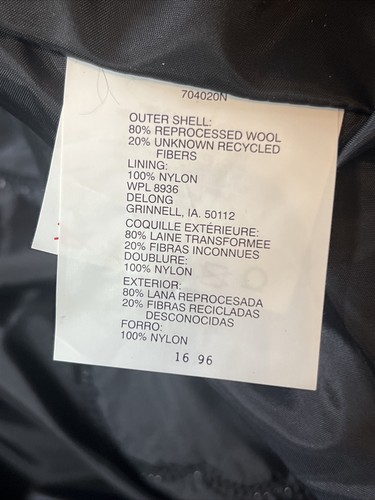 704020N
OUTER SHELL:
80% REPROCESSED WOOL
20% UNKNOWN RECYCLED
FIBERS
LINING:
100% NYLON
WPL 8936
DELONG
GRINNELL, IA. 50112
COQUILLE EXTÉRIEURE:
80% LAINE TRANSFORMÉE
20% FIBRAS INCONNUES
DOUBLURE:
100% NYLON
EXTERIOR:
80% LANA REPROCESADA
20% FIBRAS RECICLADAS
DESCONOCIDAS
FORRO:
100% NYLON
16 96